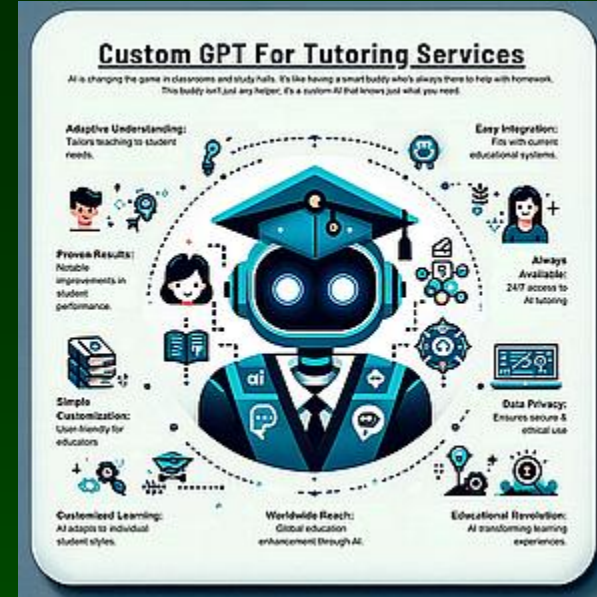 Custom GPT For Tutoring Services
AI is changing the game in classrooms and study halls. It's like having a smart buddy who's always there to help with homework.
This buddy isn't just any helper; it's a custom AI that knows just what you need.
Adaptive Understanding:
Tailors teaching to student
needs.
Easy Integration:
Fits with current
educational systems.
Proven Results:
Notable
improvements in
student
performance.
Always
Available:
24/7 access to
AI tutoring
ai
Simple
Customization:
User-friendly for
educators
Data Privacy:
Ensures secure &
ethical use
Customized Learning:
AI adapts to individual
student styles.
Worldwide Reach:
Global education
enhancement through AI.
Educational Revolution:
AI transforming learning
experiences.